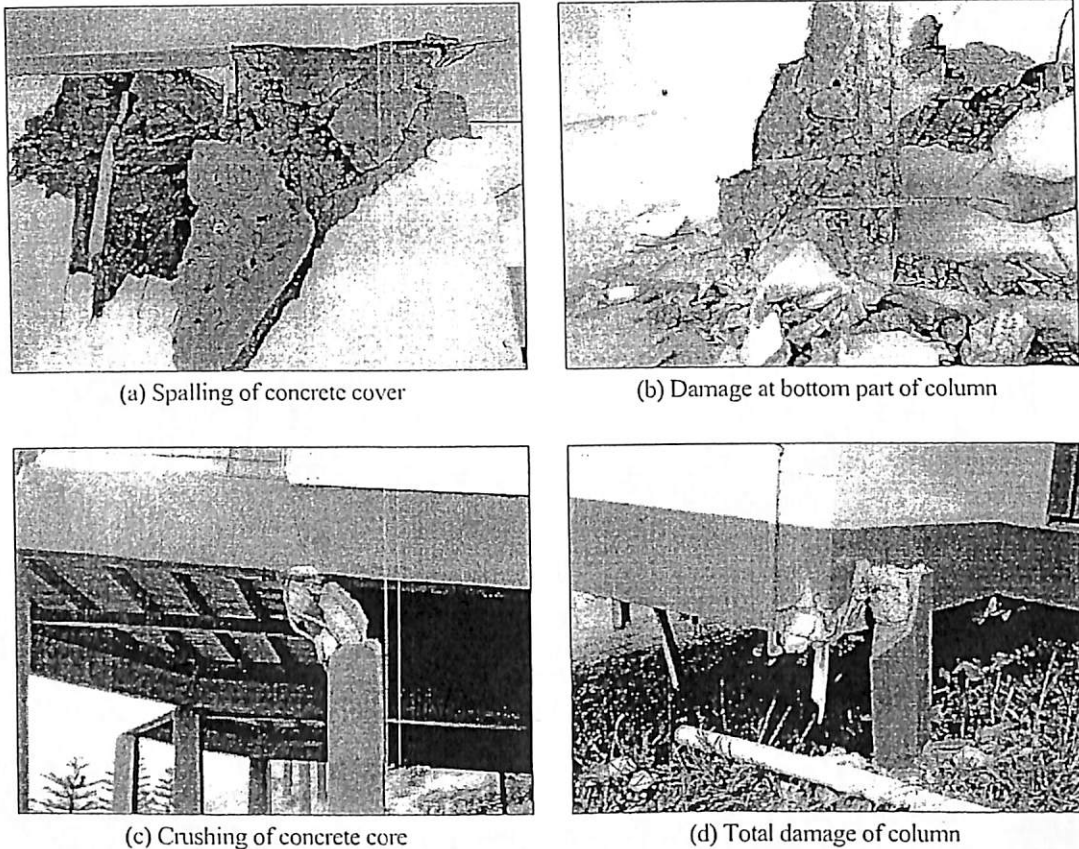 (a) Spalling of concrete cover
(b) Damage at bottom part of column
(c) Crushing of concrete core
(d) Total damage of column